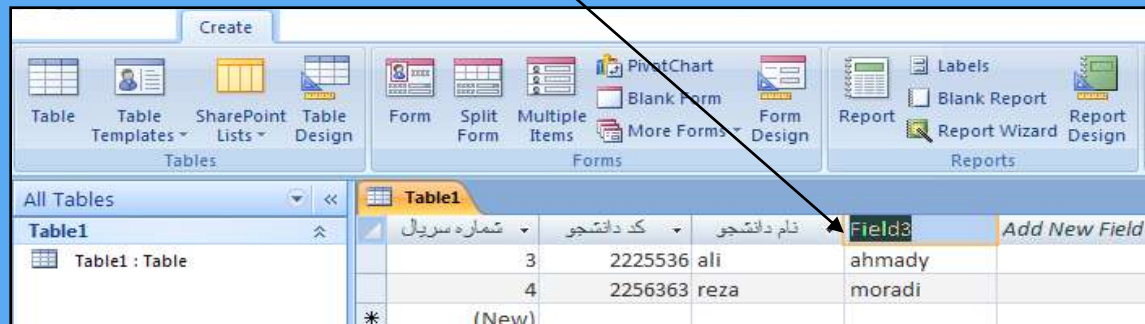 Create
Table
Table Templates
SharePoint Lists
Table Design
Tables
Form
Split Form
Multiple Items
PivotChart
Blank Form
More Forms
Form Design
Forms
Report
Labels
Blank Report
Report Wizard
Report Design
Reports
All Tables
Table1
Table1 : Table
Table1
شماره سریال کد دانشجو نام دانشجو Field3 Add New Field
3 2225536 ali ahmady
4 2256363 reza moradi
* (New)